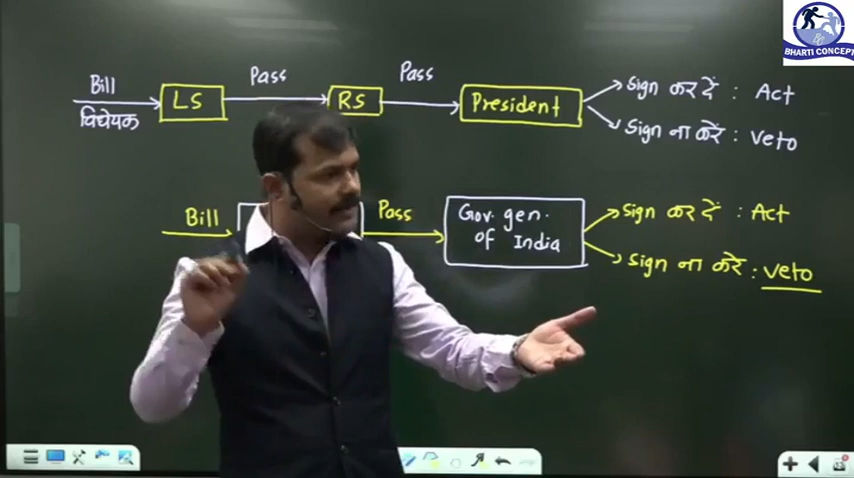 BHARTI CONCEPT
Bill
विधेयक
LS
Pass
RS
Pass
President
Sign कर दें : Act
Sign ना करें : Veto
Bill
Pass
Gov. gen.
of India
Sign कर दें : Act
Sign ना करें : Veto